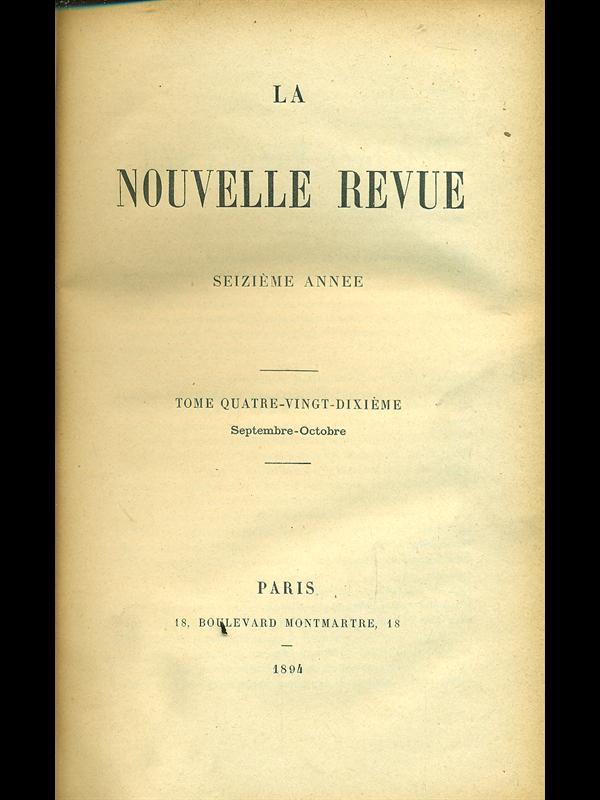 LA
NOUVELLE REVUE
SEIZIÈME ANNEE
TOME QUATRE-VINGT-DIXIÈME
Septembre-Octobre
PARIS
18, BOULEVARD MONTMARTRE, 18
1894